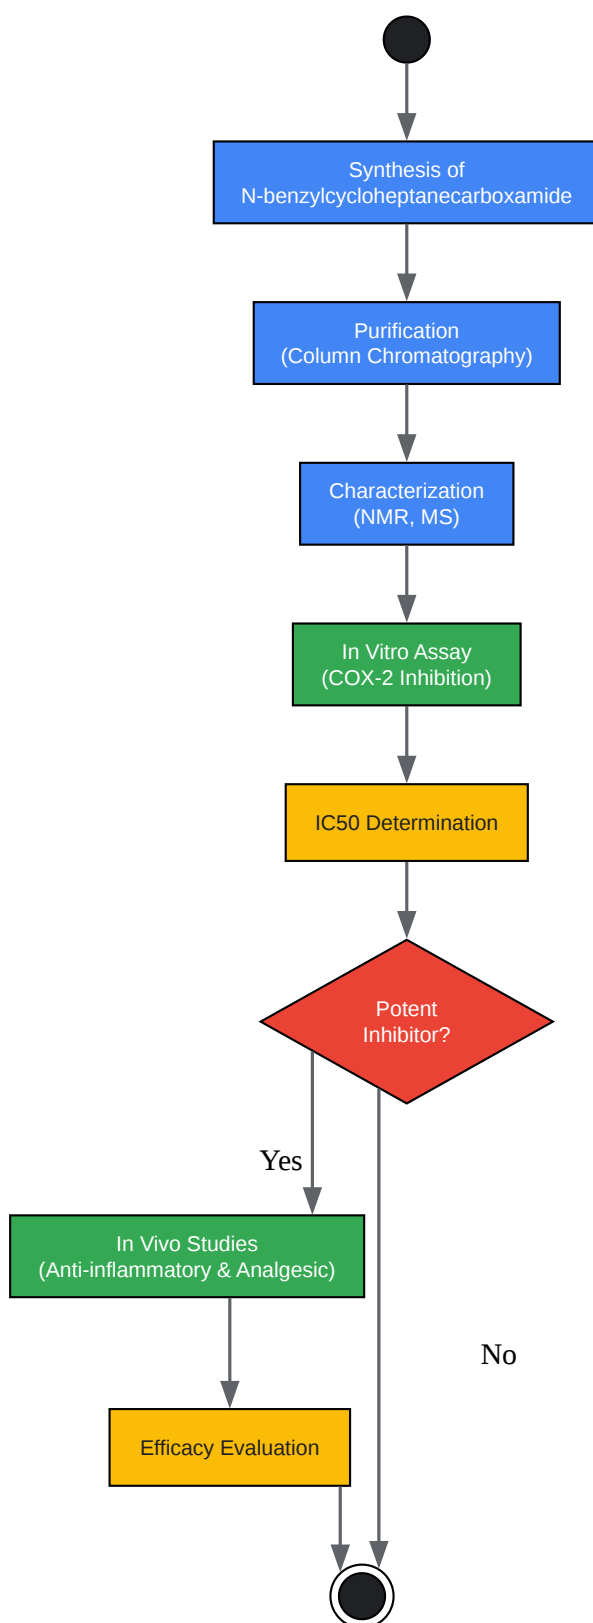 Synthesis of
N-benzylcycloheptanecarboxamide
Purification
(Column Chromatography)
Characterization
(NMR, MS)
In Vitro Assay
(COX-2 Inhibition)
IC50 Determination
Potent
Inhibitor?
Yes
In Vivo Studies
(Anti-inflammatory & Analgesic)
No
Efficacy Evaluation